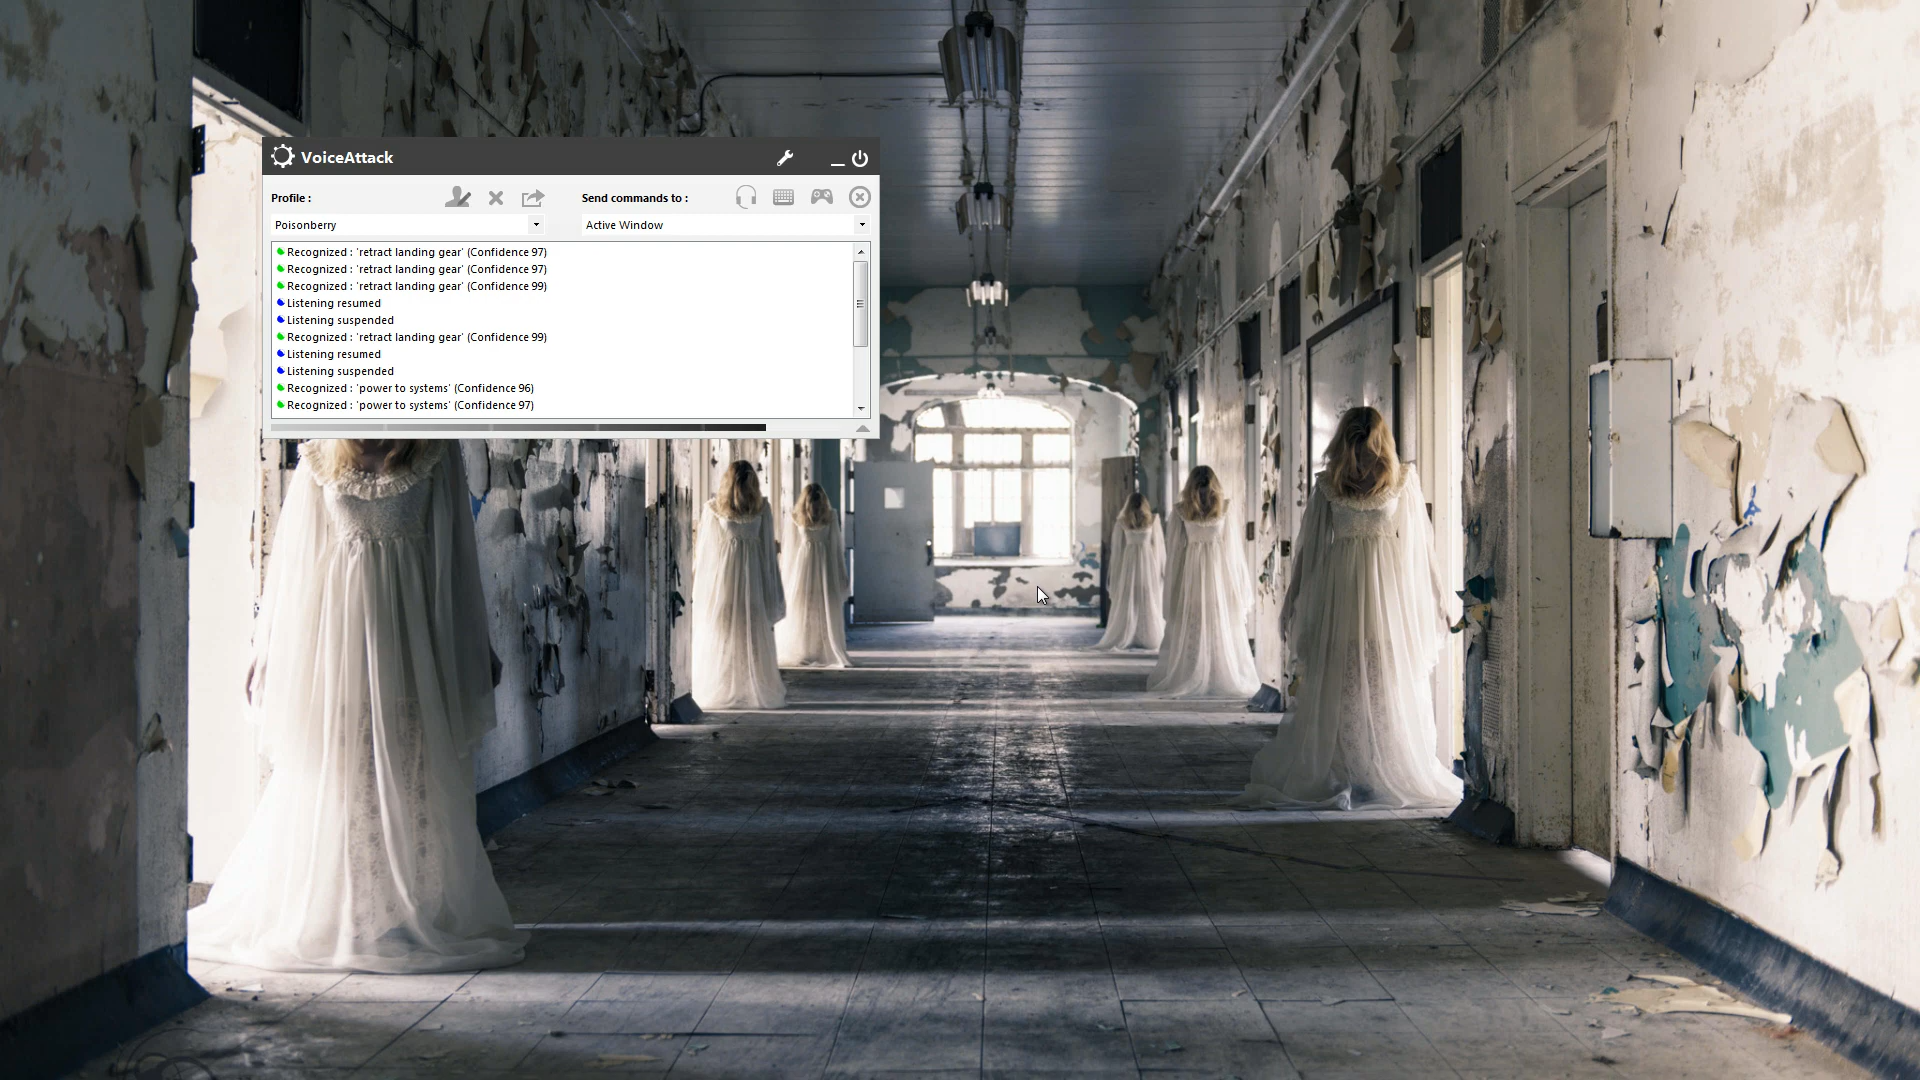 VoiceAttack
Profile :
Send commands to :
Poisonberry
Active Window
Recognized : 'retract landing gear' (Confidence 97)
Recognized : 'retract landing gear' (Confidence 97)
Recognized : 'retract landing gear' (Confidence 99)
Listening resumed
Listening suspended
Recognized : 'retract landing gear' (Confidence 99)
Listening resumed
Listening suspended
Recognized : 'power to systems' (Confidence 96)
Recognized : 'power to systems' (Confidence 97)